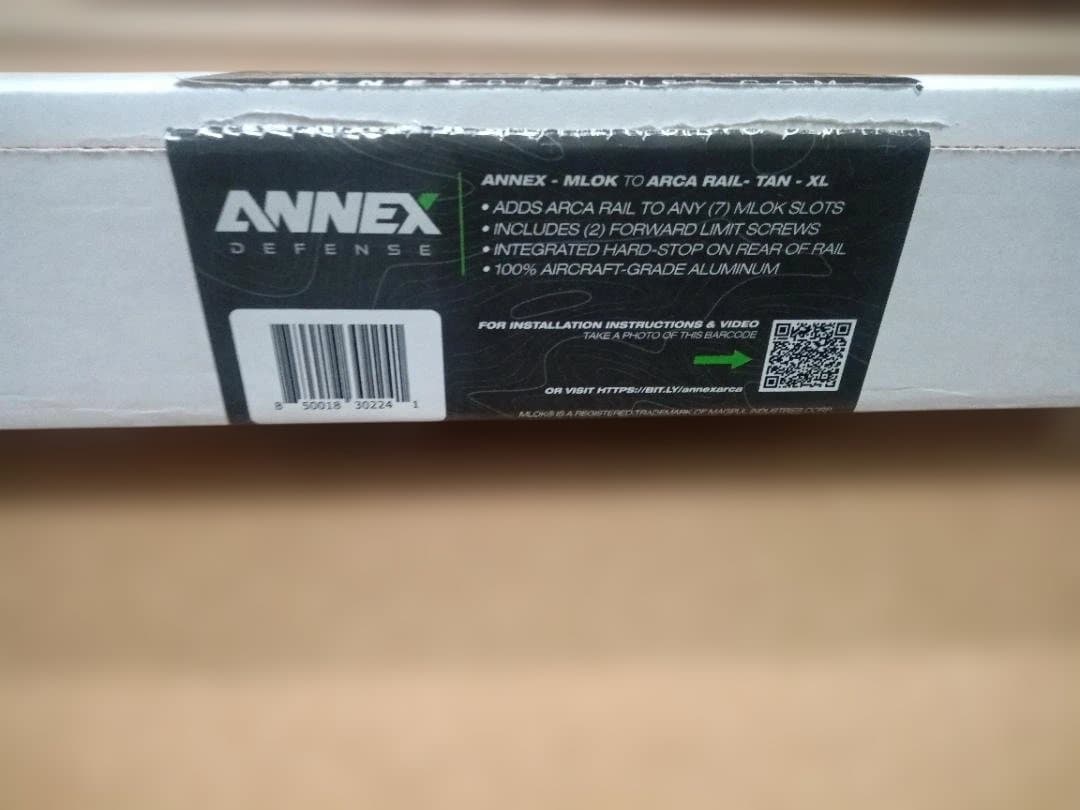 ANNEX
DEFENSE
ANNEX - MLOK TO ARCA RAIL- TAN - XL
• ADDS ARCA RAIL TO ANY (7) MLOK SLOTS
• INCLUDES (2) FORWARD LIMIT SCREWS
• INTEGRATED HARD-STOP ON REAR OF RAIL
• 100% AIRCRAFT-GRADE ALUMINUM
FOR INSTALLATION INSTRUCTIONS & VIDEO
TAKE A PHOTO OF THIS BARCODE
OR VISIT HTTPS://BIT.LY/annexarca
MLOK® IS A REGISTERED TRADEMARK OF MAGPUL INDUSTRIES CORP
8 50018 30224 1